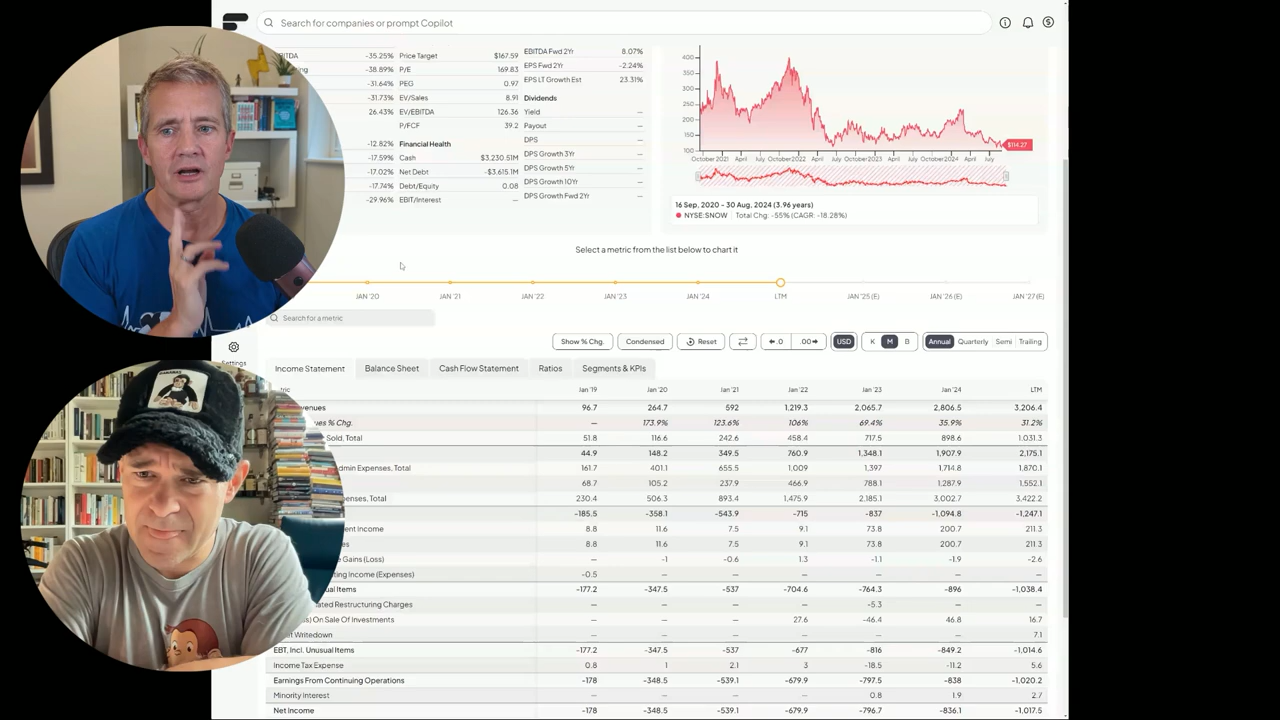 Search for companies or prompt Copilot
EBITDA -35.25% Price Target $167.59 EBITDA Fwd 2Yr 8.07%
-38.89% P/E 169.83 EPS Fwd 2Yr -2.24%
-31.64% PEG 0.97 EPS LT Growth Est 23.31%
-31.73% EV/Sales 8.91 Dividends
26.43% EV/EBITDA 126.36 Yield —
P/FCF 39.2 Payout —
-12.82% Financial Health DPS —
-17.59% Cash $3,230.51M DPS Growth 3Yr —
-17.02% Net Debt -$3,615.1M DPS Growth 5Yr —
-17.74% Debt/Equity 0.08 DPS Growth 10Yr —
-29.96% EBIT/Interest — DPS Growth Fwd 2Yr —
400
350
300
250
200
150
100
$114.27
October 2021 April July October 2022 April July October 2023 April July October 2024 April July
16 Sep, 2020 - 30 Aug, 2024 (3.96 years)
NYSE:SNOW Total Chg: -55% (CAGR: -18.28%)
Select a metric from the list below to chart it
JAN '20 JAN '21 JAN '22 JAN '23 JAN '24 LTM JAN '25 (E) JAN '26 (E) JAN '27 (E)
Search for a metric
Settings
Show % Chg. Condensed Reset .0 .00 USD K M B Annual Quarterly Semi Trailing
Income Statement Balance Sheet Cash Flow Statement Ratios Segments & KPIs
Jan '19 Jan '20 Jan '21 Jan '22 Jan '23 Jan '24 LTM
96.7 264.7 592 1,219.3 2,065.7 2,806.5 3,206.4
% Chg. — 173.9% 123.6% 106% 69.4% 35.9% 31.2%
Sold, Total 51.8 116.6 242.6 458.4 717.5 898.6 1,031.3
44.9 148.2 349.5 760.9 1,348.1 1,907.9 2,175.1
Expenses, Total 161.7 401.1 655.5 1,009 1,397 1,714.8 1,870.1
68.7 105.2 237.9 466.9 788.1 1,287.9 1,552.1
Total 230.4 506.3 893.4 1,475.9 2,185.1 3,002.7 3,422.2
-185.5 -358.1 -543.9 -715 -837 -1,094.8 -1,247.1
Income 8.8 11.6 7.5 9.1 73.8 200.7 211.3
8.8 11.6 7.5 9.1 73.8 200.7 211.3
Gains (Loss) — -1 -0.6 1.3 -1.1 -1.9 -2.6
Income (Expenses) -0.5 — — — — — —
Items -177.2 -347.5 -537 -704.6 -764.3 -896 -1,038.4
Restructuring Charges — — — — -5.3 — —
On Sale Of Investments — — — 27.6 -46.4 46.8 16.7
Writedown — — — — — — 7.1
EBT, Incl. Unusual Items -177.2 -347.5 -537 -677 -816 -849.2 -1,014.6
Income Tax Expense 0.8 1 2.1 3 -18.5 -11.2 5.6
Earnings From Continuing Operations -178 -348.5 -539.1 -679.9 -797.5 -838 -1,020.2
Minority Interest — — — — 0.8 1.9 2.7
Net Income -178 -348.5 -539.1 -679.9 -796.7 -836.1 -1,017.5
BANANAS